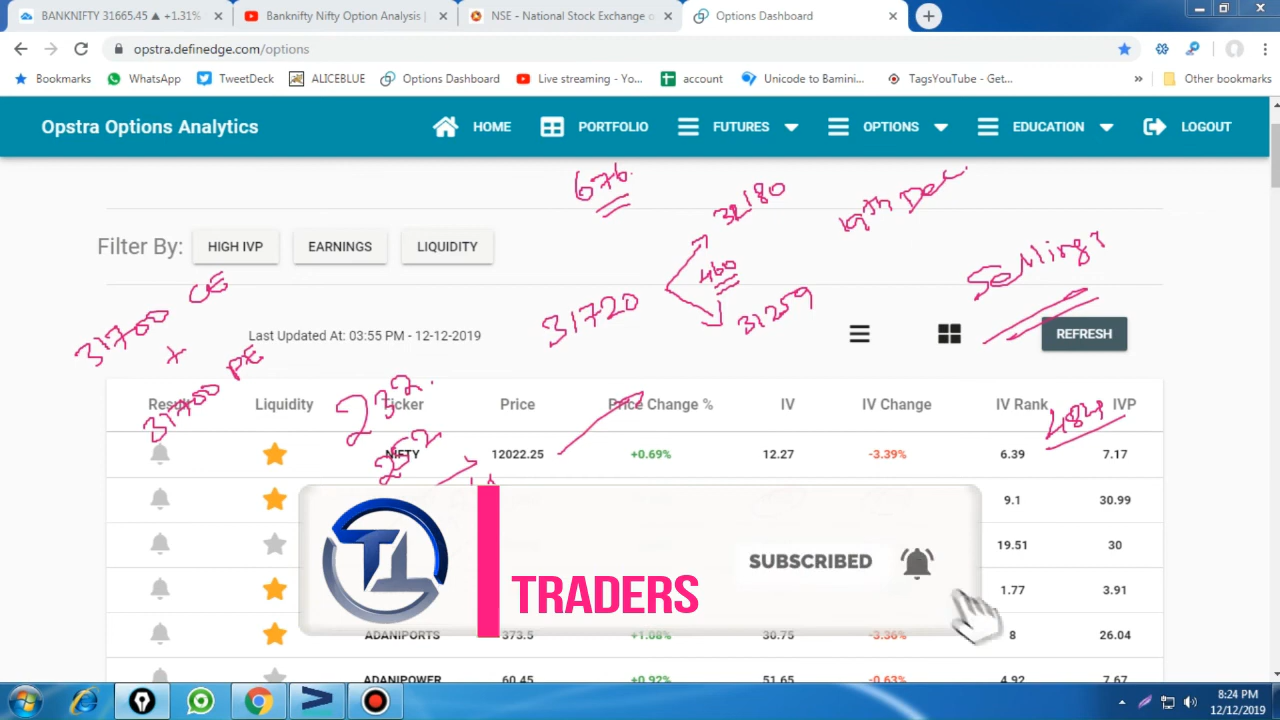 BANKNIFTY 31665.45 ▲ +1.31%
Banknifty Nifty Option Analysis |
NSE - National Stock Exchange o
Options Dashboard
opstra.definedge.com/options
Bookmarks WhatsApp TweetDeck ALICEBLUE Options Dashboard Live streaming - Yo... account Unicode to Bamini... TagsYouTube - Get... » Other bookmarks
Opstra Options Analytics HOME PORTFOLIO FUTURES OPTIONS EDUCATION LOGOUT
676
32180
19th Dec
Filter By: HIGH IVP EARNINGS LIQUIDITY
460
Selling
31700 CE
31720
31259
+
Last Updated At: 03:55 PM - 12-12-2019
REFRESH
31700 PE
232
Result Liquidity Ticker Price Price Change % IV IV Change IV Rank IVP
484
252
NIFTY 12022.25 +0.69% 12.27 -3.39% 6.39 7.17
9.1 30.99
19.51 30
1.77 3.91
TL TRADERS
SUBSCRIBED
ADANIPORTS 373.5 +1.08% 30.75 -3.36% 8 26.04
ADANIPOWER 60.45 +0.92% 51.65 -0.63% 4.92 7.67
8:24 PM
12/12/2019